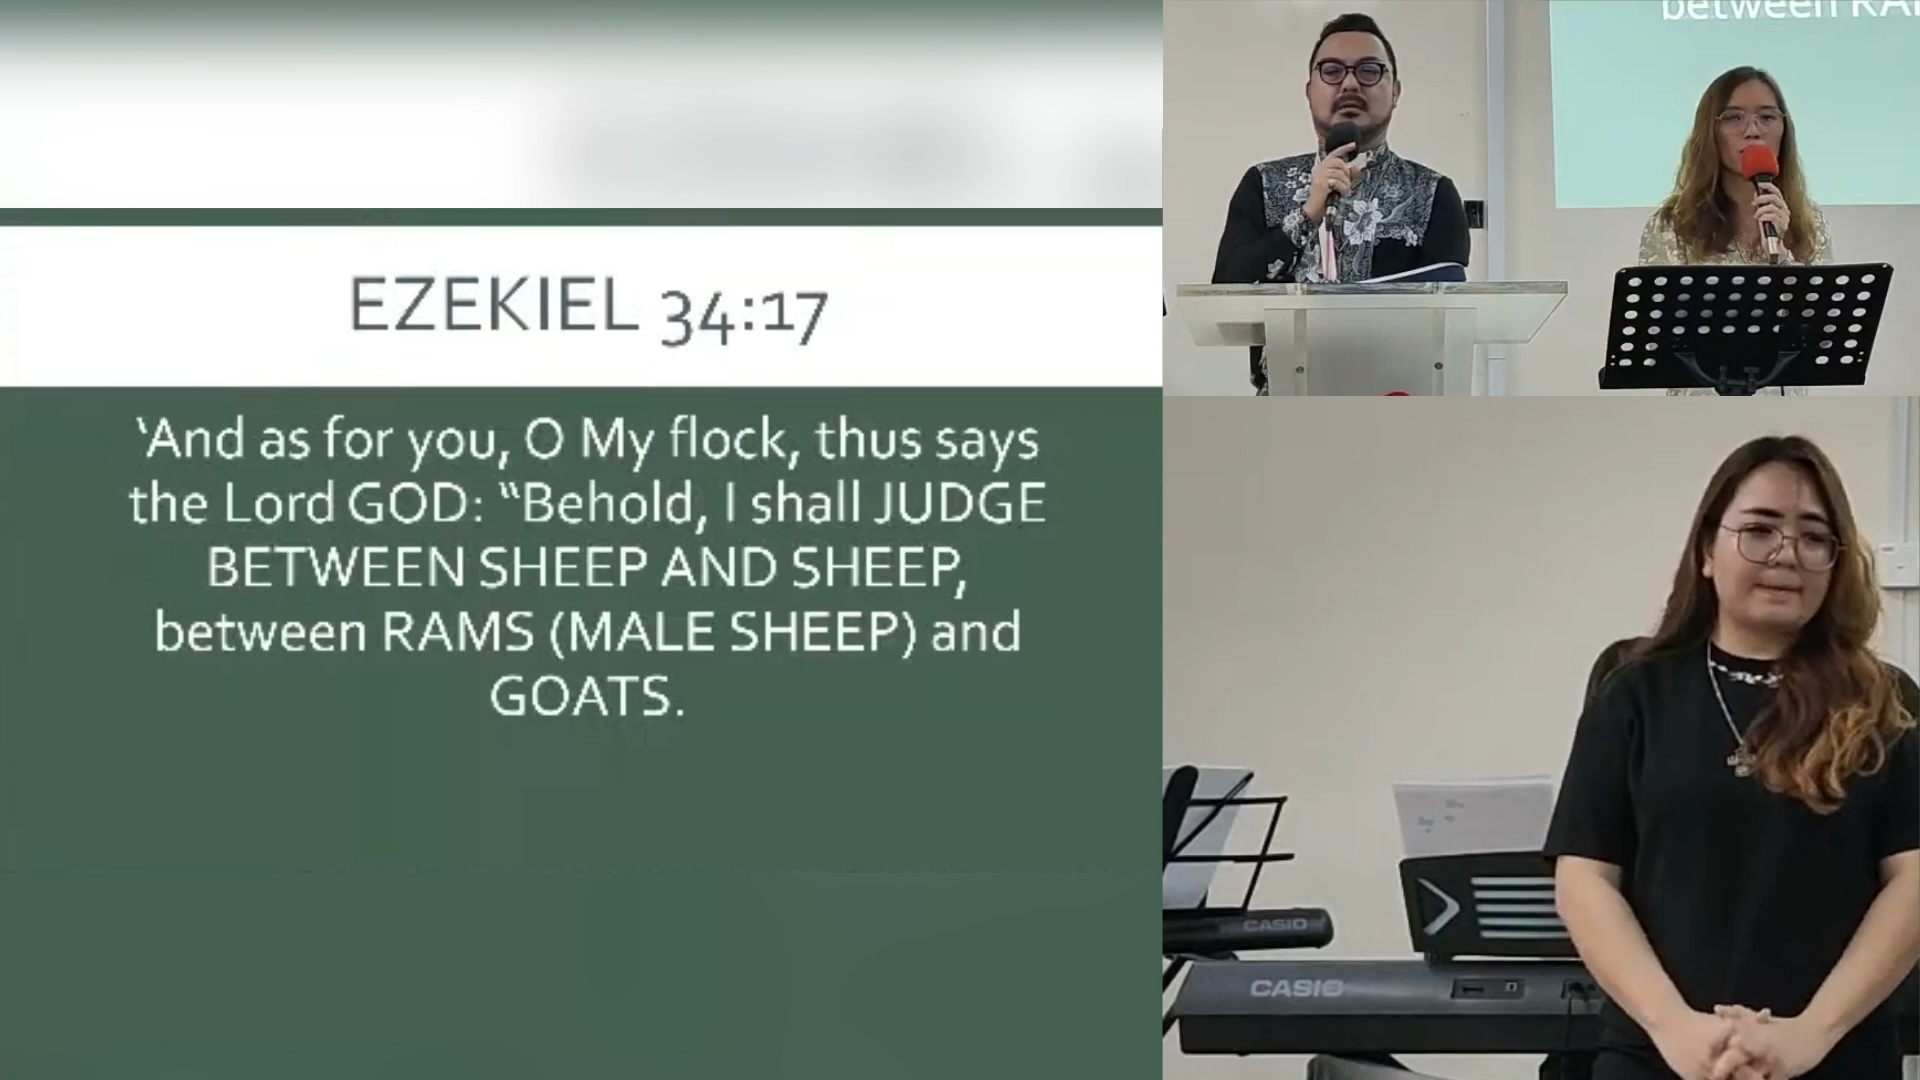 EZEKIEL 34:17
‘And as for you, O My flock, thus says
the Lord GOD: “Behold, I shall JUDGE
BETWEEN SHEEP AND SHEEP,
between RAMS (MALE SHEEP) and
GOATS.
between
CASIO
CASIO